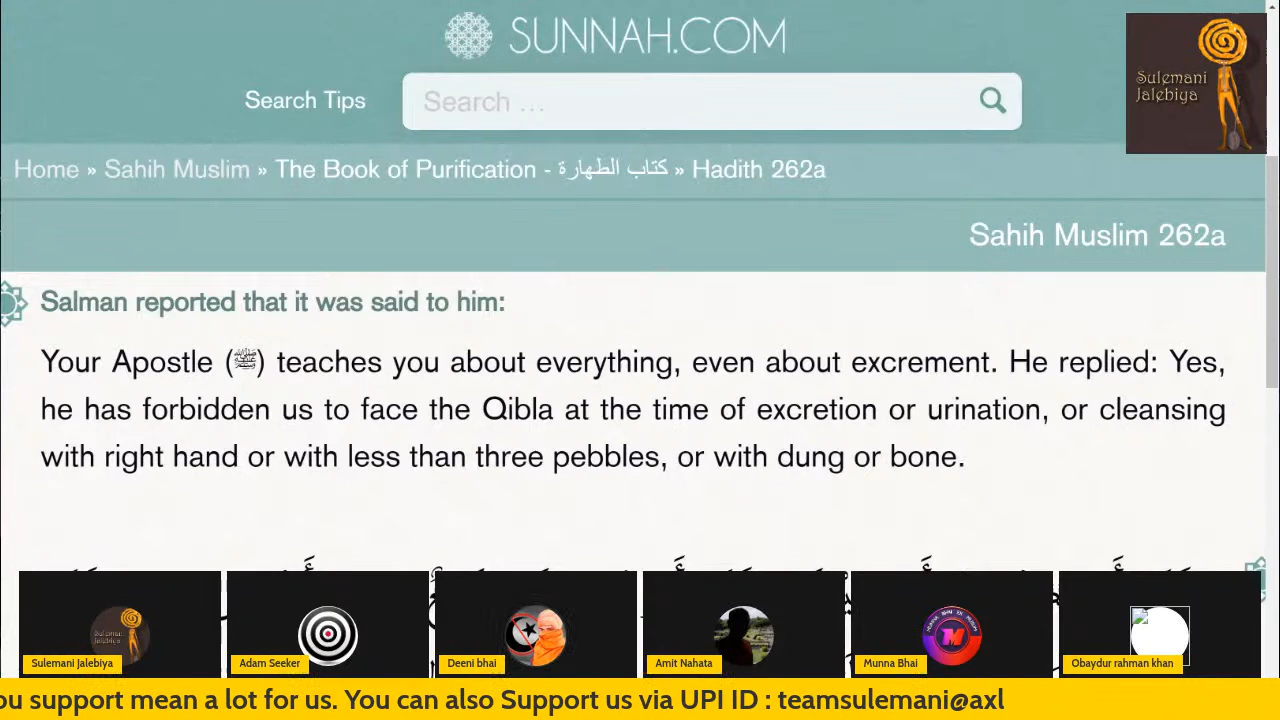 SUNNAH.COM
Sulemani
Jalebiya
Search Tips
Search ...
Home » Sahih Muslim » The Book of Purification - كتاب الطهارة » Hadith 262a
Sahih Muslim 262a
Salman reported that it was said to him:
Your Apostle (ﷺ) teaches you about everything, even about excrement. He replied: Yes,
he has forbidden us to face the Qibla at the time of excretion or urination, or cleansing
with right hand or with less than three pebbles, or with dung or bone.
Sulemani Jalebiya
Adam Seeker
Deeni bhai
Amit Nahata
Munna Bhai
Obaydur rahman khan
ou support mean a lot for us. You can also Support us via UPI ID : teamsulemani@axl